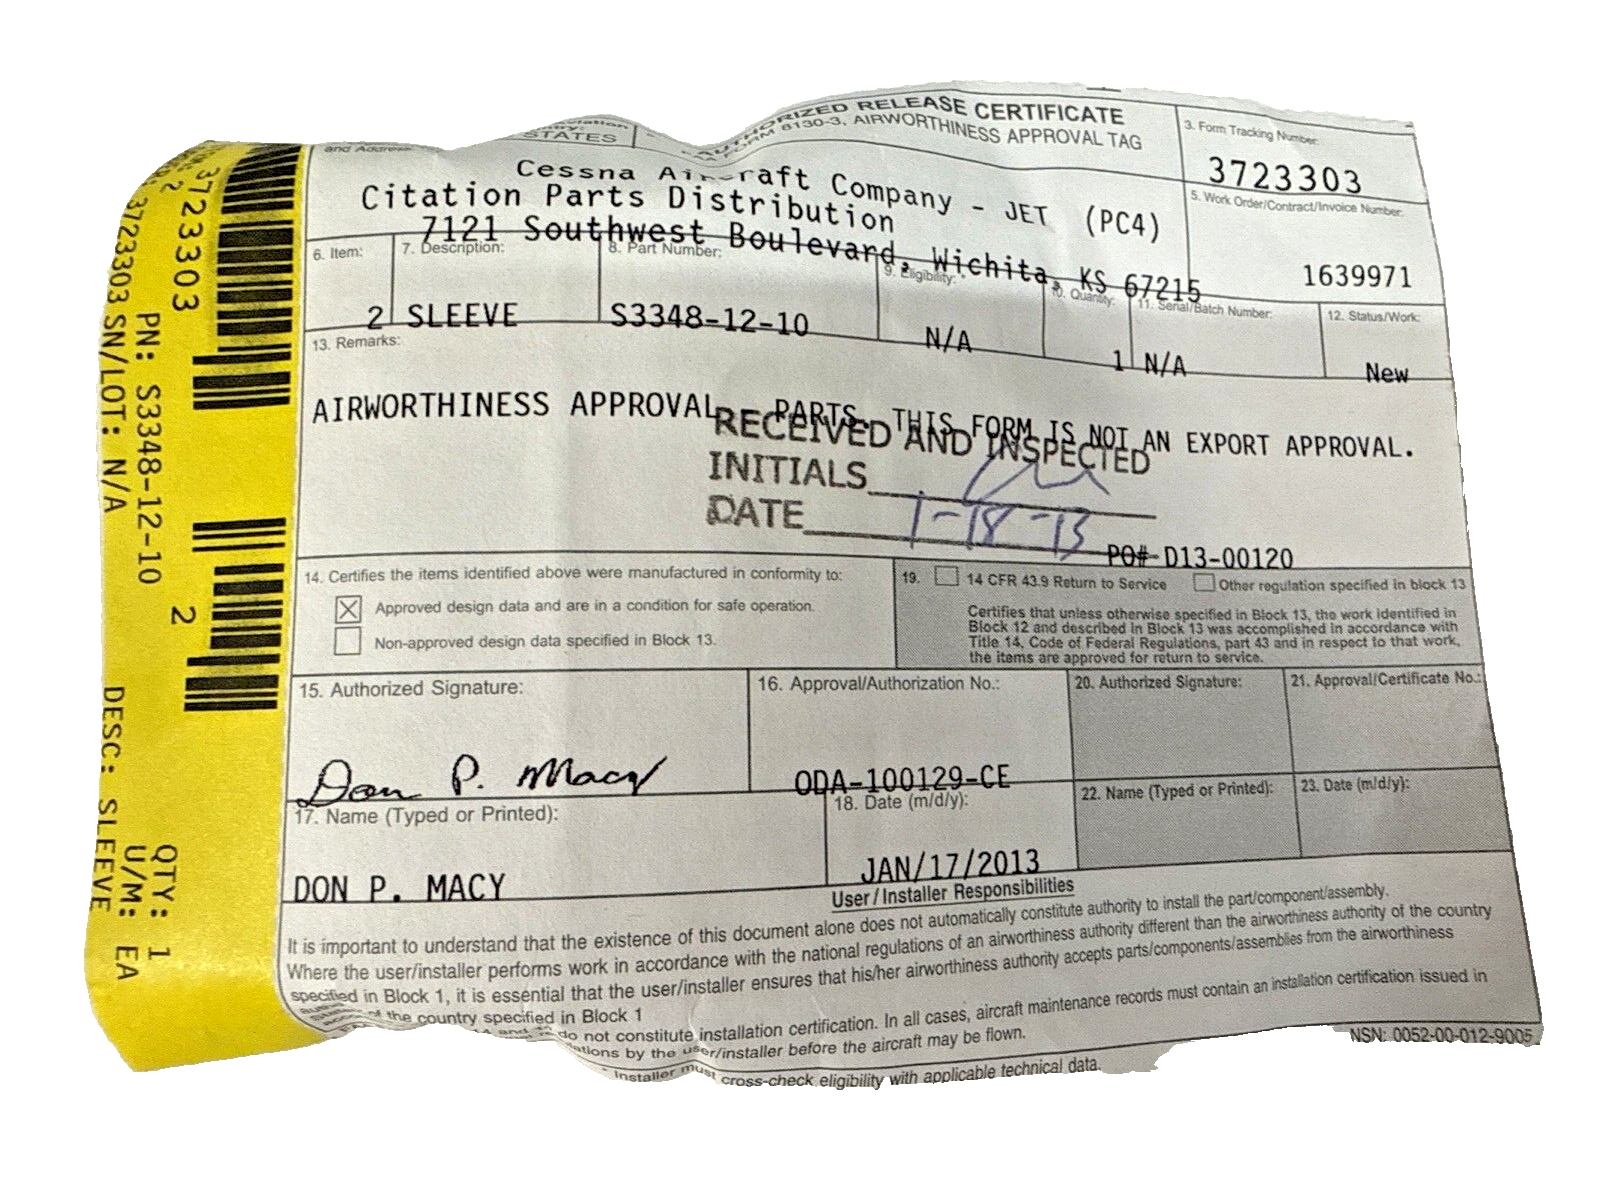 STATES
AUTHORIZED RELEASE CERTIFICATE
FORM 8130-3, AIRWORTHINESS APPROVAL TAG
3. Form Tracking Number:
3723303
and Address
Cessna Aircraft Company - JET (PC4)
Citation Parts Distribution
7121 Southwest Boulevard, Wichita, KS 67215
5. Work Order/Contract/Invoice Number:
1639971
6. Item:
2
7. Description:
SLEEVE
8. Part Number:
S3348-12-10
9. Eligibility: *
N/A
10. Quantity:
1
11. Serial/Batch Number:
N/A
12. Status/Work:
New
13. Remarks:
AIRWORTHINESS APPROVAL PARTS. THIS FORM IS NOT AN EXPORT APPROVAL.
RECEIVED AND INSPECTED
INITIALS
DATE 1-18-13
PO# D13-00120
14. Certifies the items identified above were manufactured in conformity to:
Approved design data and are in a condition for safe operation.
Non-approved design data specified in Block 13.
19. 14 CFR 43.9 Return to Service Other regulation specified in block 13
Certifies that unless otherwise specified in Block 13, the work identified in
Block 12 and described in Block 13 was accomplished in accordance with
Title 14, Code of Federal Regulations, part 43 and in respect to that work,
the items are approved for return to service.
15. Authorized Signature:
Don P. Macy
16. Approval/Authorization No.:
ODA-100129-CE
20. Authorized Signature:
21. Approval/Certificate No.:
17. Name (Typed or Printed):
DON P. MACY
18. Date (m/d/y):
JAN/17/2013
22. Name (Typed or Printed):
23. Date (m/d/y):
User/Installer Responsibilities
It is important to understand that the existence of this document alone does not automatically constitute authority to install the part/component/assembly.
Where the user/installer performs work in accordance with the national regulations of an airworthiness authority different than the airworthiness authority of the country
specified in Block 1, it is essential that the user/installer ensures that his/her airworthiness authority accepts parts/components/assemblies from the airworthiness
of the country specified in Block 1
do not constitute installation certification. In all cases, aircraft maintenance records must contain an installation certification issued in
by the user/installer before the aircraft may be flown.
* Installer must cross-check eligibility with applicable technical data.
NSN: 0052-00-012-9005
3723303
2
3723303
PN: S3348-12-10
2
QTY: 1
3723303 SN/LOT: N/A
U/M: EA
DESC: SLEEVE